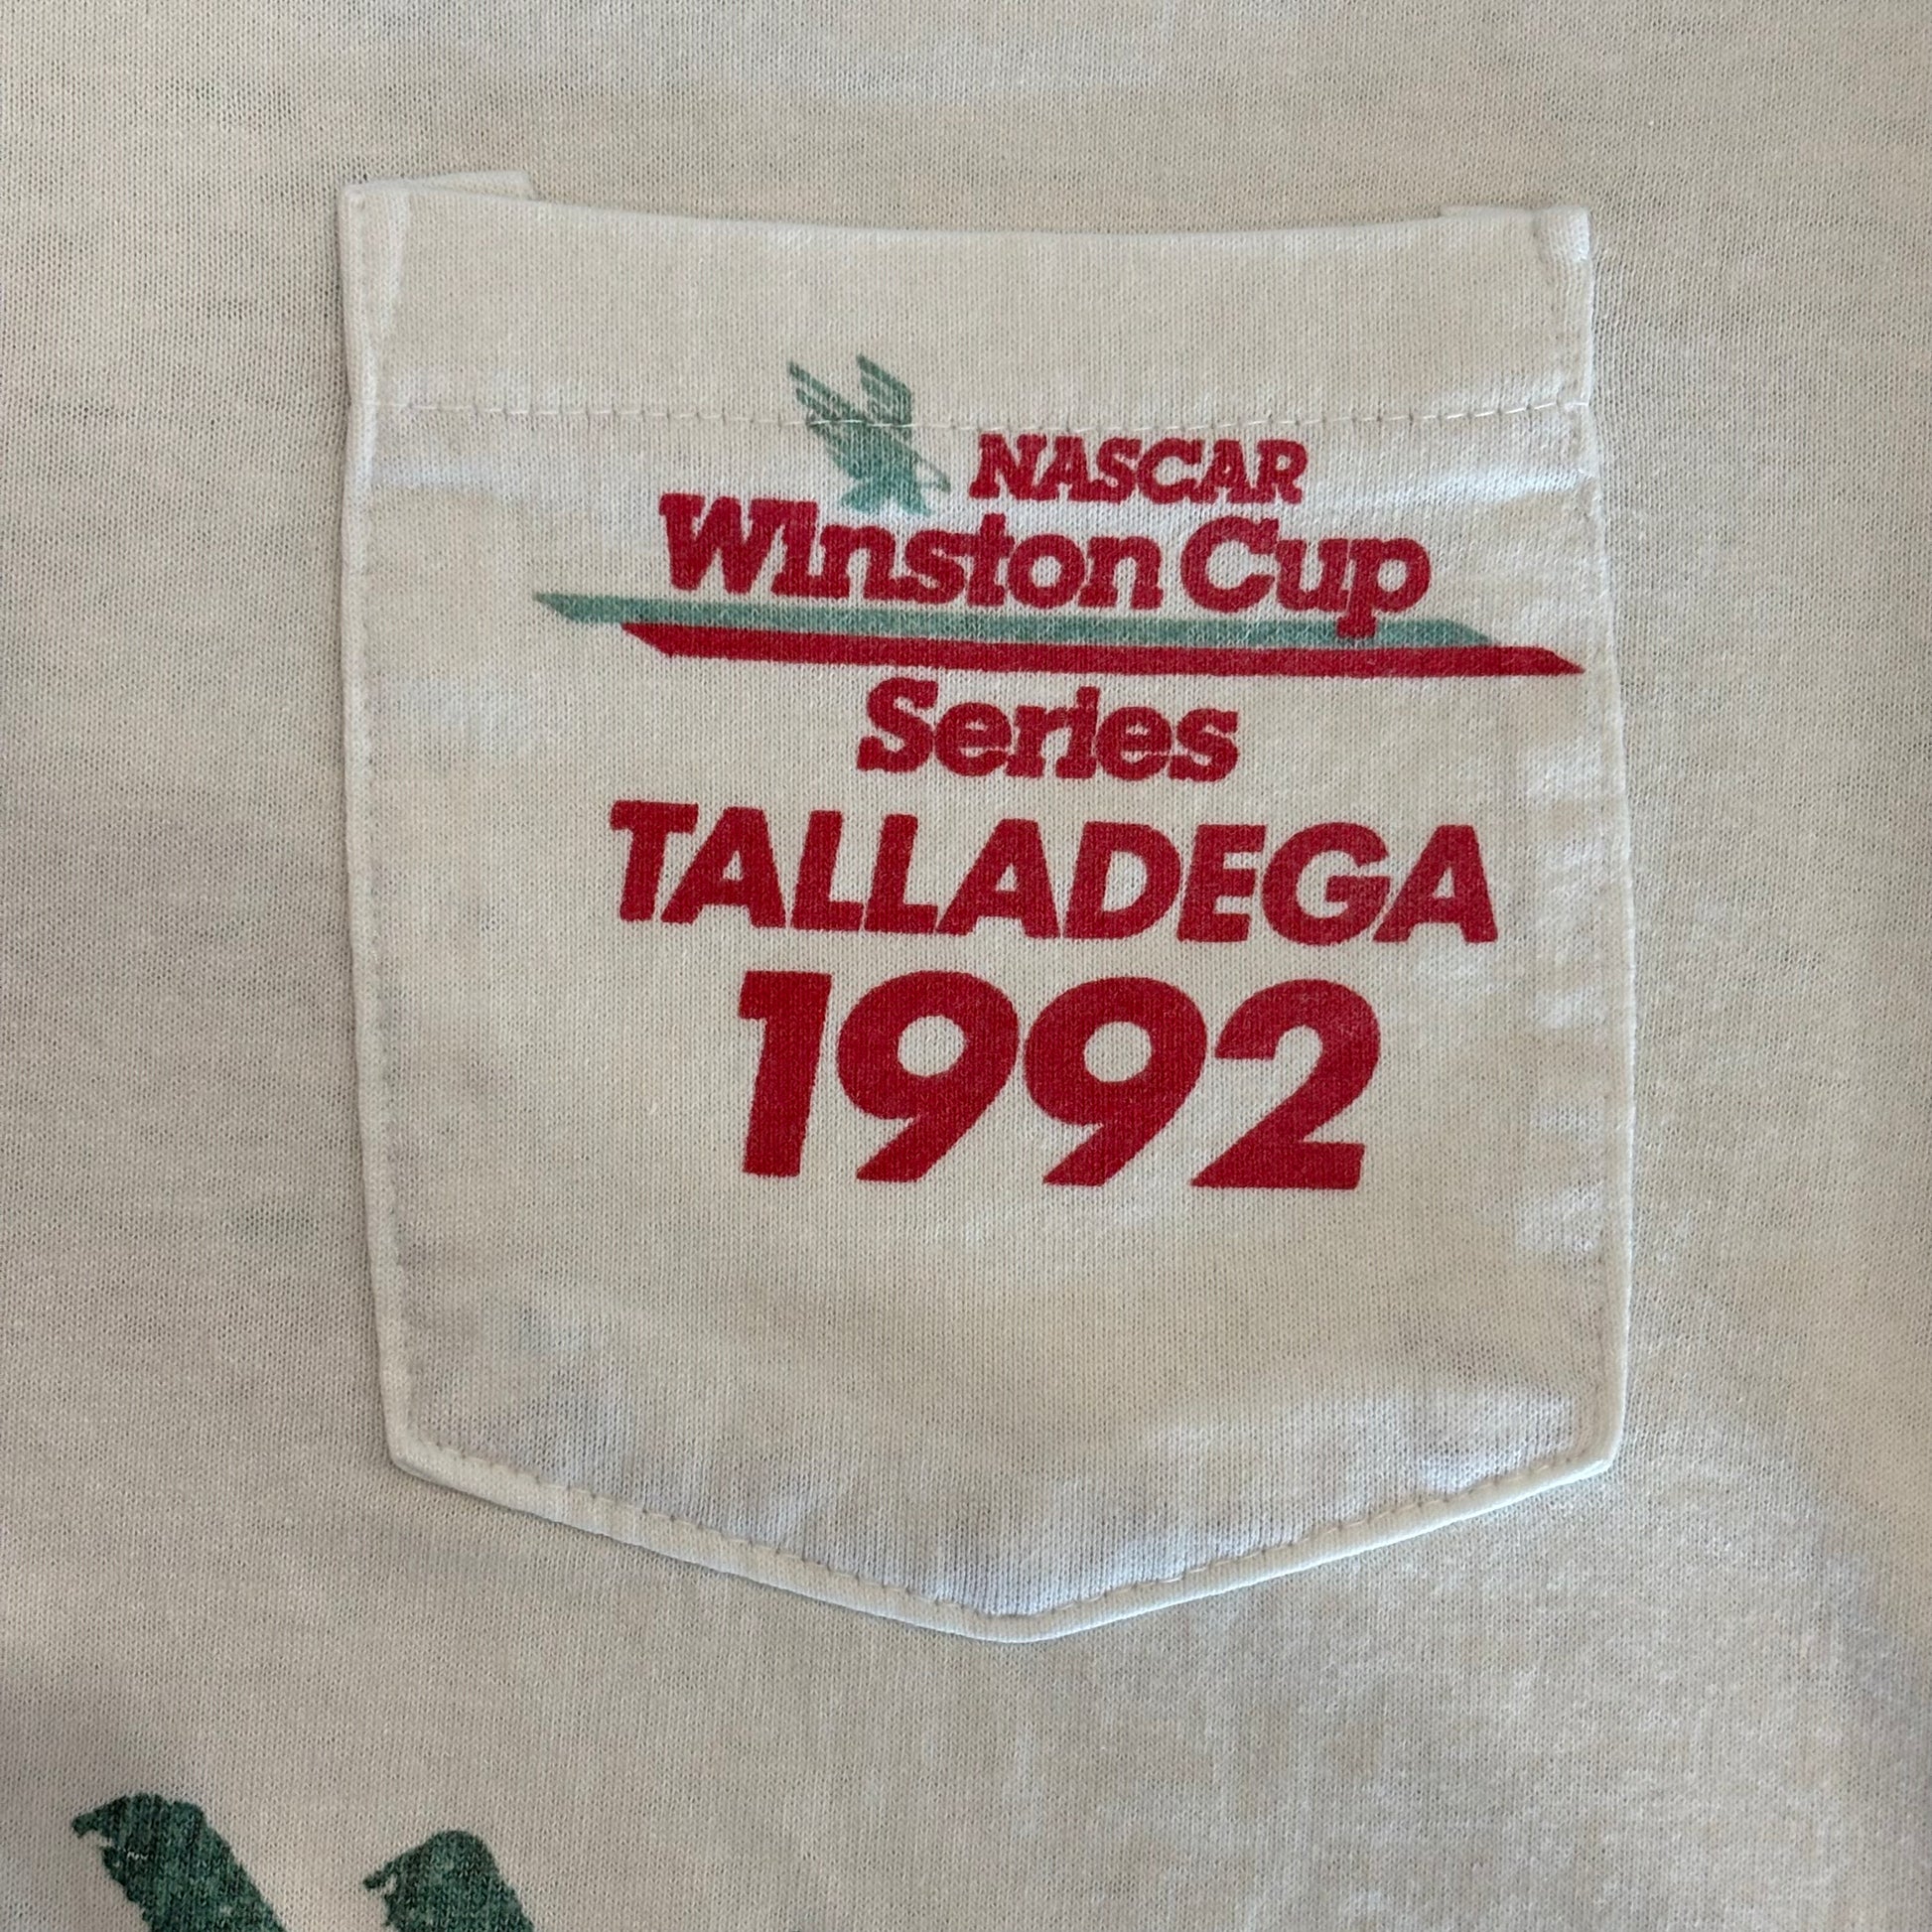 NASCAR
Winston Cup
Series
TALLADEGA
1992